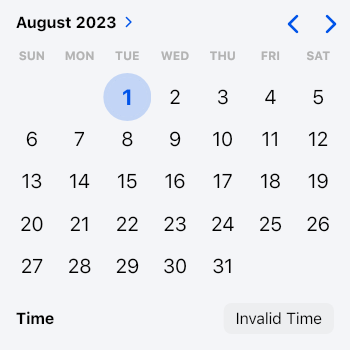 August 2023
SUN MON TUE WED THU FRI SAT
1 2 3 4 5
6 7 8 9 10 11 12
13 14 15 16 17 18 19
20 21 22 23 24 25 26
27 28 29 30 31
Time Invalid Time